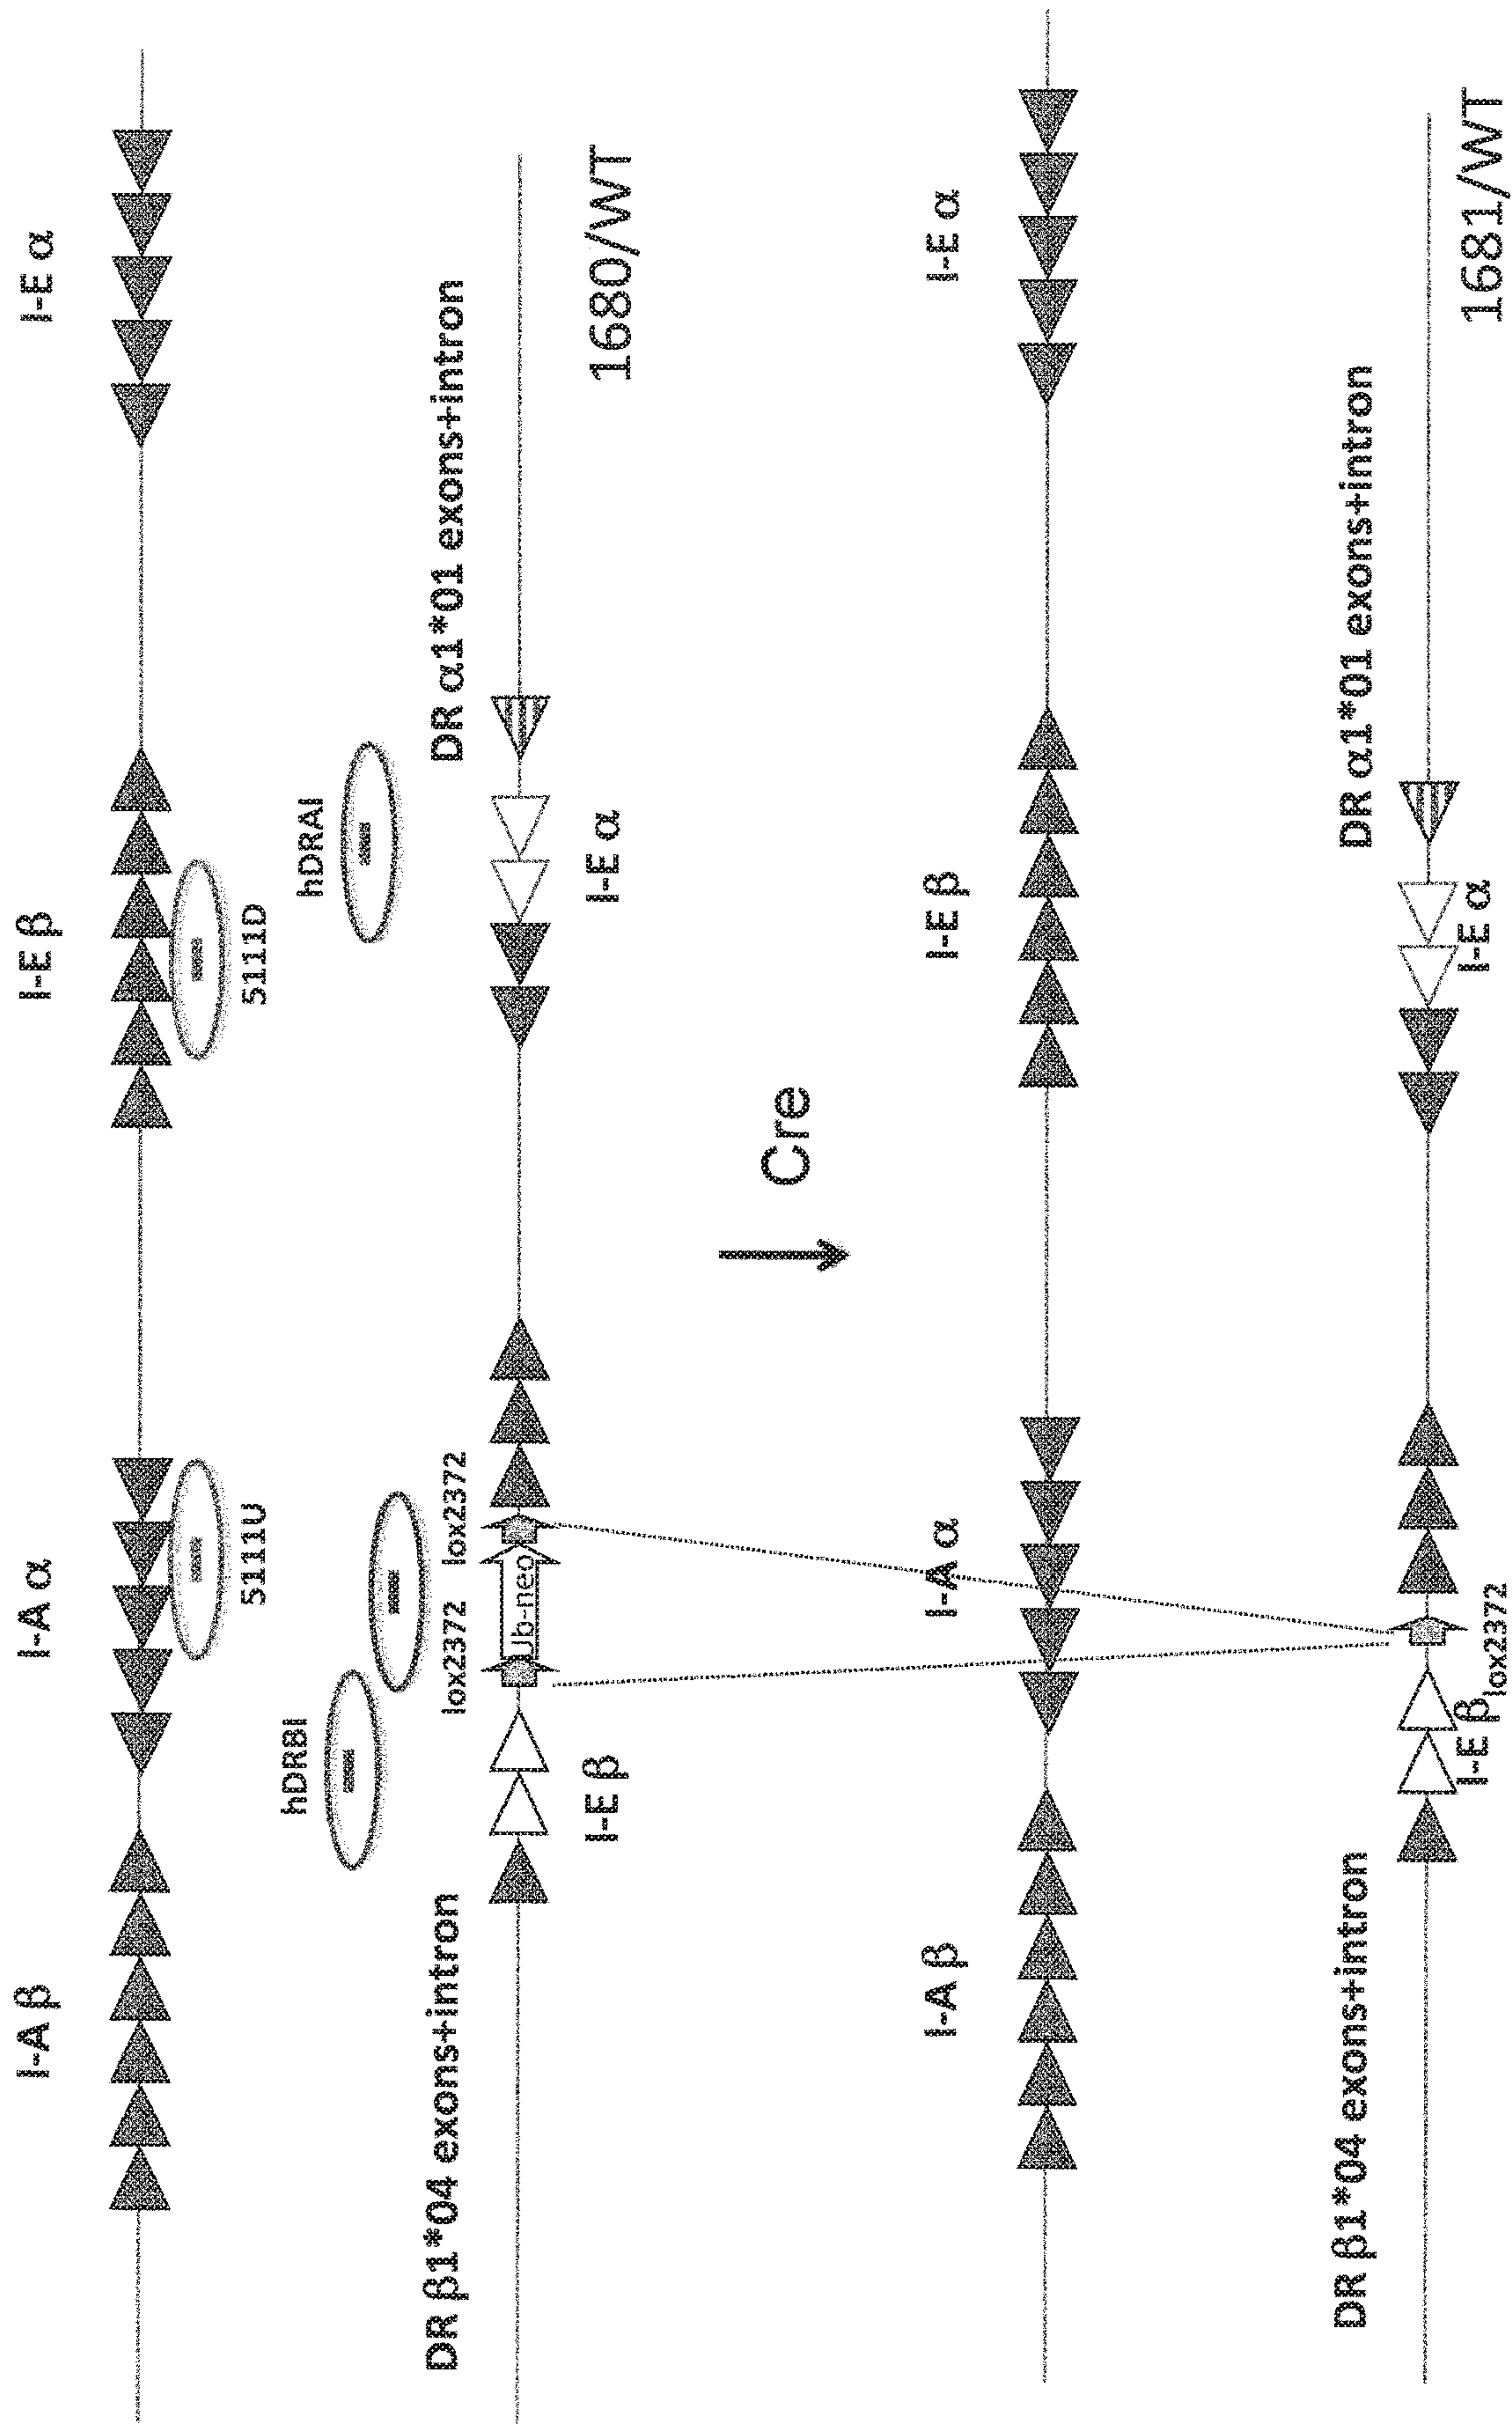 I-A β
I-A α
I-E β
I-E α
5111U
5111D
hDRBI
hDRAI
DR β1*04 exons+intron
lox2372
lox2372
DR α1*01 exons+intron
Ub-neo
I-E β
I-E α
1680/WT
Cre
I-A β
I-A α
I-E β
I-E α
DR β1*04 exons+intron
DR α1*01 exons+intron
I-E β
lox2372
I-E α
1681/WT